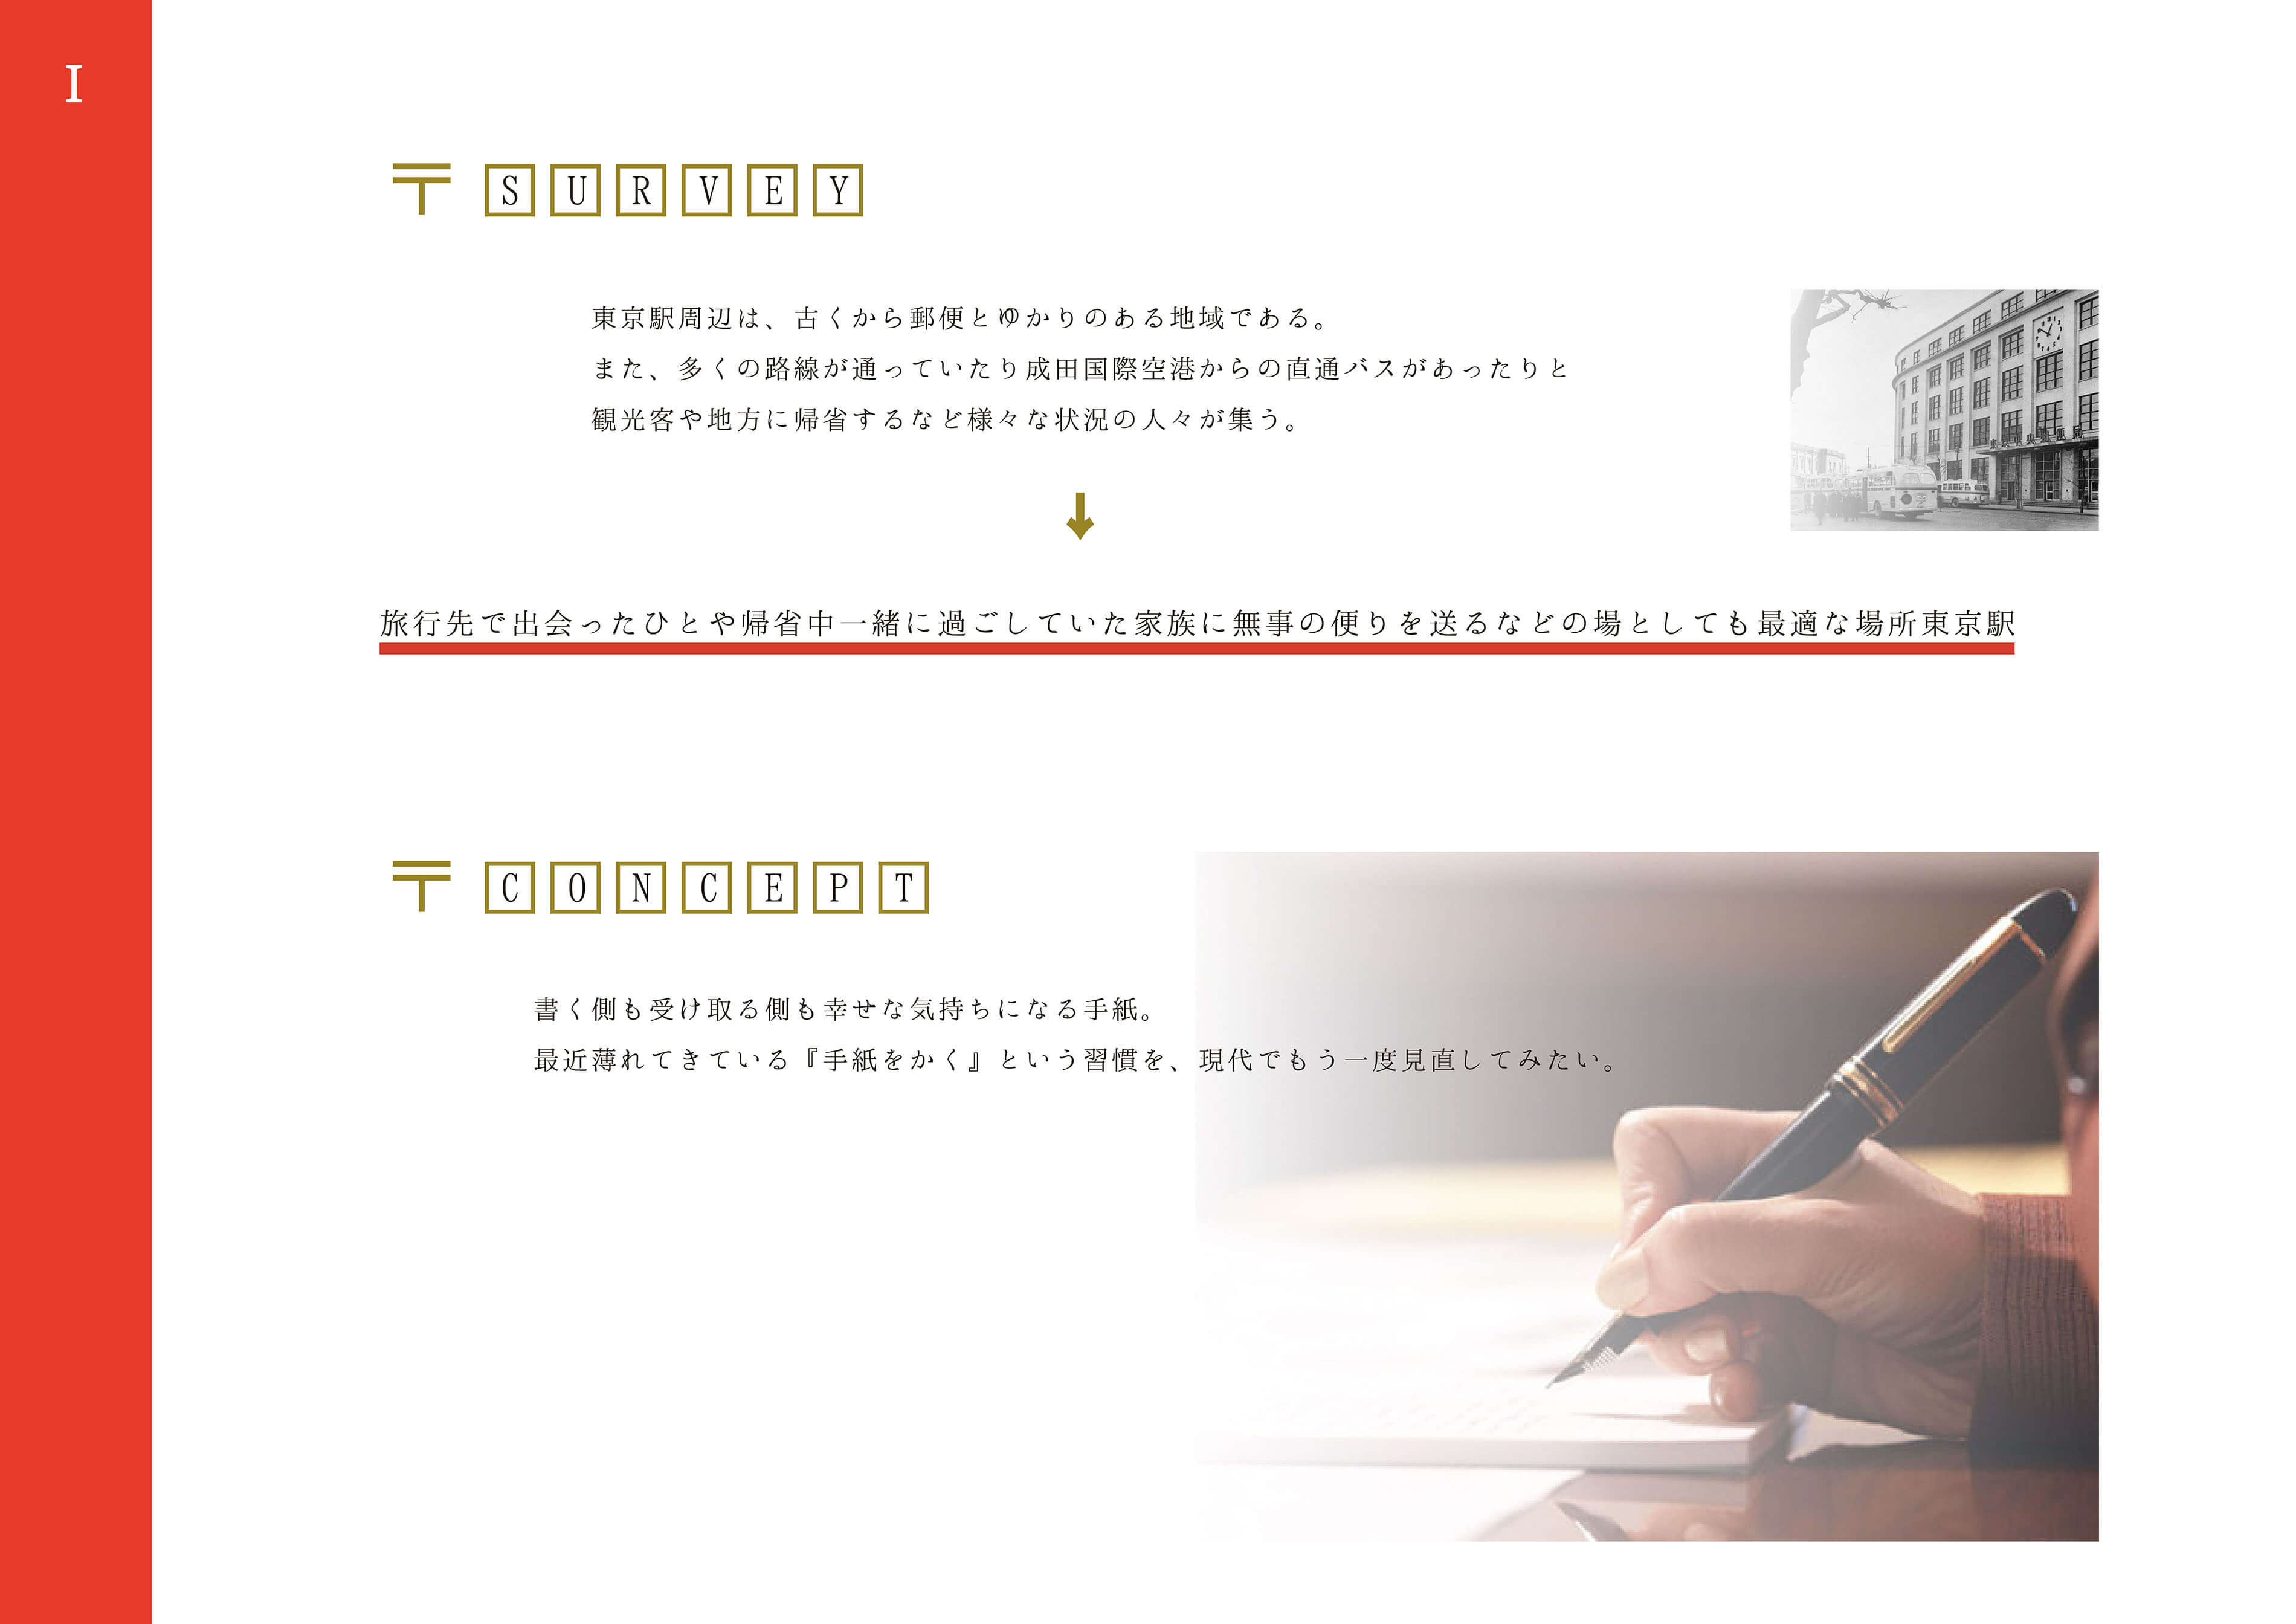 I
〒 SURVEY
東京駅周辺は、古くから郵便とゆかりのある地域である。
また、多くの路線が通っていたり成田国際空港からの直通バスがあったりと
観光客や地方に帰省するなど様々な状況の人々が集う。
東京中央郵便局
旅行先で出会ったひとや帰省中一緒に過ごしていた家族に無事の便りを送るなどの場としても最適な場所東京駅
〒 CONCEPT
書く側も受け取る側も幸せな気持ちになる手紙。
最近薄れてきている『手紙をかく』という習慣を、現代でもう一度見直してみたい。